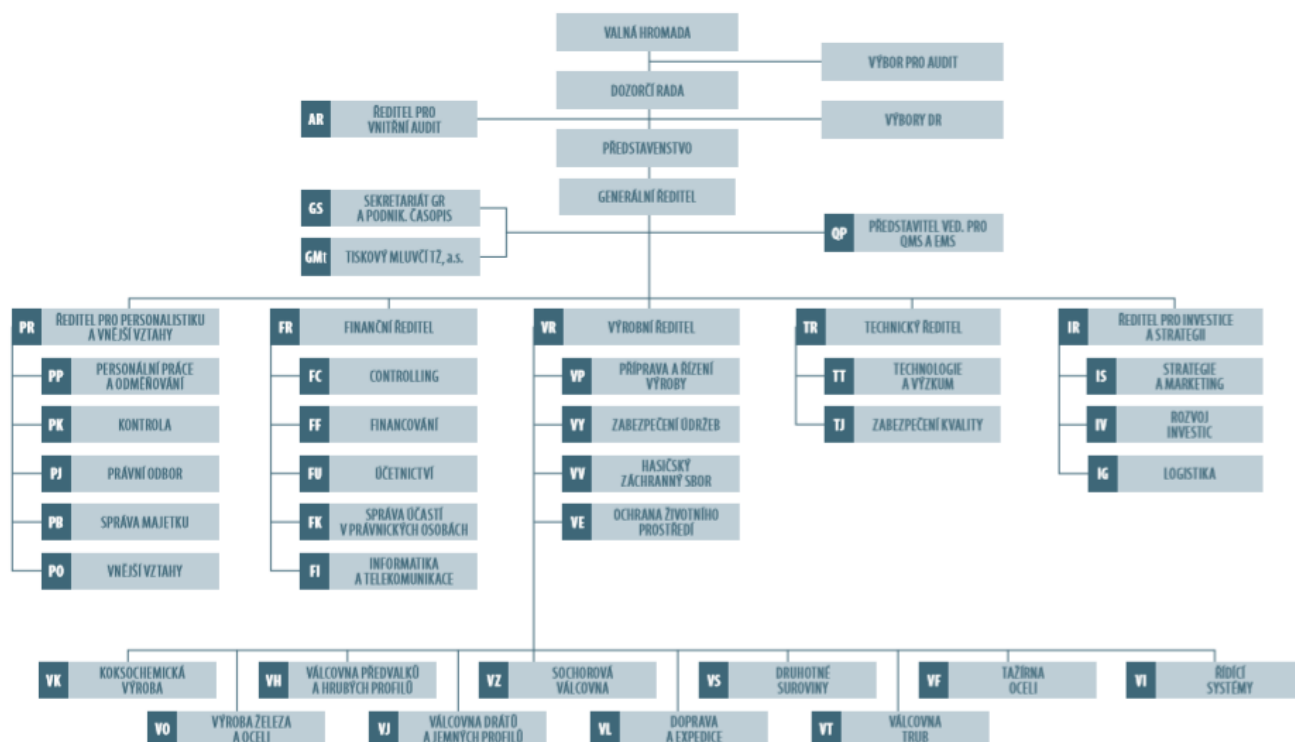 VALNÁ HROMADA
VÝBOR PRO AUDIT
DOZORČÍ RADA
AR
ŘEDITEL PRO
VNITŘNÍ AUDIT
VÝBORY DR
PŘEDSTAVENSTVO
GENERÁLNÍ ŘEDITEL
GS
SEKRETARIÁT GR
A PODNIK. ČASOPIS
QP
PŘEDSTAVITEL VED. PRO
QMS A EMS
GMt
TISKOVÝ MLUVČÍ TŽ, a.s.
PR
ŘEDITEL PRO PERSONALISTIKU
A VNĚJŠÍ VZTAHY
PP
PERSONÁLNÍ PRÁCE
A ODMĚŇOVÁNÍ
PK
KONTROLA
PJ
PRÁVNÍ ODBOR
PB
SPRÁVA MAJETKU
PO
VNĚJŠÍ VZTAHY
FR
FINANČNÍ ŘEDITEL
FC
CONTROLLING
FF
FINANCOVÁNÍ
FU
ÚČETNICTVÍ
FK
SPRÁVA ÚČASTÍ
V PRÁVNICKÝCH OSOBÁCH
FI
INFORMATIKA
A TELEKOMUNIKACE
VR
VÝROBNÍ ŘEDITEL
VP
PŘÍPRAVA A ŘÍZENÍ
VÝROBY
VY
ZABEZPEČENÍ ÚDRŽEB
VV
HASIČSKÝ
ZÁCHRANNÝ SBOR
VE
OCHRANA ŽIVOTNÍHO
PROSTŘEDÍ
TR
TECHNICKÝ ŘEDITEL
TT
TECHNOLOGIE
A VÝZKUM
TJ
ZABEZPEČENÍ KVALITY
IR
ŘEDITEL PRO INVESTICE
A STRATEGII
IS
STRATEGIE
A MARKETING
IV
ROZVOJ
INVESTIC
IG
LOGISTIKA
VK
KOKSOCHEMICKÁ
VÝROBA
VH
VÁLCOVNA PŘEDVALKŮ
A HRUBÝCH PROFILŮ
VZ
SOCHOROVÁ
VÁLCOVNA
VS
DRUHOTNÉ
SUROVINY
VF
TAŽÍRNA
OCELI
VI
ŘÍDÍCÍ
SYSTÉMY
VO
VÝROBA ŽELEZA
A OCELI
VJ
VÁLCOVNA DRÁTŮ
A JEMNÝCH PROFILŮ
VL
DOPRAVA
A EXPEDICE
VT
VÁLCOVNA
TRUB